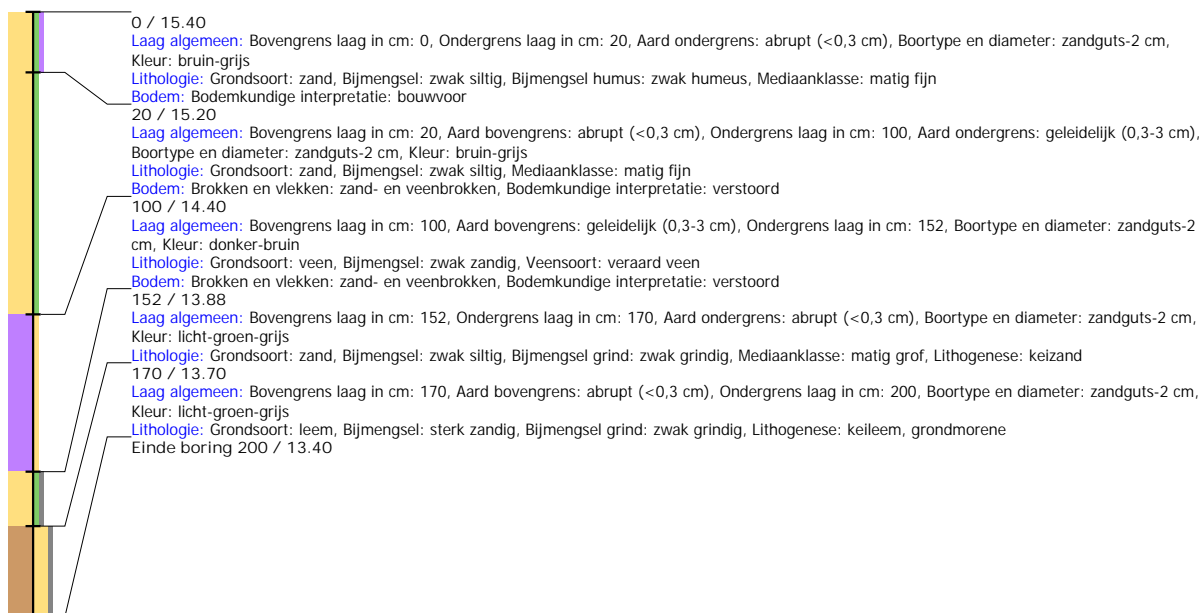 0 / 15.40
Laag algemeen: Bovengrens laag in cm: 0, Ondergrens laag in cm: 20, Aard ondergrens: abrupt (<0,3 cm), Boortype en diameter: zandguts-2 cm,
Kleur: bruin-grijs
Lithologie: Grondsoort: zand, Bijmengsel: zwak siltig, Bijmengsel humus: zwak humeus, Mediaanklasse: matig fijn
Bodem: Bodemkundige interpretatie: bouwvoor
20 / 15.20
Laag algemeen: Bovengrens laag in cm: 20, Aard bovengrens: abrupt (<0,3 cm), Ondergrens laag in cm: 100, Aard ondergrens: geleidelijk (0,3-3 cm),
Boortype en diameter: zandguts-2 cm, Kleur: bruin-grijs
Lithologie: Grondsoort: zand, Bijmengsel: zwak siltig, Mediaanklasse: matig fijn
Bodem: Brokken en vlekken: zand- en veenbrokken, Bodemkundige interpretatie: verstoord
100 / 14.40
Laag algemeen: Bovengrens laag in cm: 100, Aard bovengrens: geleidelijk (0,3-3 cm), Ondergrens laag in cm: 152, Boortype en diameter: zandguts-2
cm, Kleur: donker-bruin
Lithologie: Grondsoort: veen, Bijmengsel: zwak zandig, Veensoort: veraard veen
Bodem: Brokken en vlekken: zand- en veenbrokken, Bodemkundige interpretatie: verstoord
152 / 13.88
Laag algemeen: Bovengrens laag in cm: 152, Ondergrens laag in cm: 170, Aard ondergrens: abrupt (<0,3 cm), Boortype en diameter: zandguts-2 cm,
Kleur: licht-groen-grijs
Lithologie: Grondsoort: zand, Bijmengsel: zwak siltig, Bijmengsel grind: zwak grindig, Mediaanklasse: matig grof, Lithogenese: keizand
170 / 13.70
Laag algemeen: Bovengrens laag in cm: 170, Aard bovengrens: abrupt (<0,3 cm), Ondergrens laag in cm: 200, Boortype en diameter: zandguts-2 cm,
Kleur: licht-groen-grijs
Lithologie: Grondsoort: leem, Bijmengsel: sterk zandig, Bijmengsel grind: zwak grindig, Lithogenese: keileem, grondmorene
Einde boring 200 / 13.40